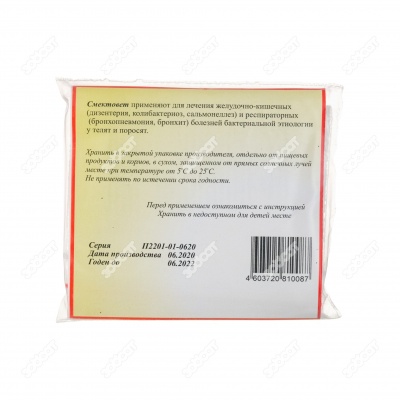 Смектовет применяют для лечения желудочно-кишечных
(дизентерия, колибактериоз, сальмонеллез) и респираторных
(бронхопневмония, бронхит) болезней бактериальной этиологии
у телят и поросят.
Хранить в закрытой упаковке производителя, отдельно от пищевых
продуктов и кормов, в сухом, защищенном от прямых солнечных лучей
месте при температуре от 5°С до 25°С.
Не применять по истечении срока годности.
Перед применением ознакомиться с инструкцией
Хранить в недоступном для детей месте
Серия П2201-01-0620
Дата производства 06.2020
Годен до 06.2022
4 603720 810087